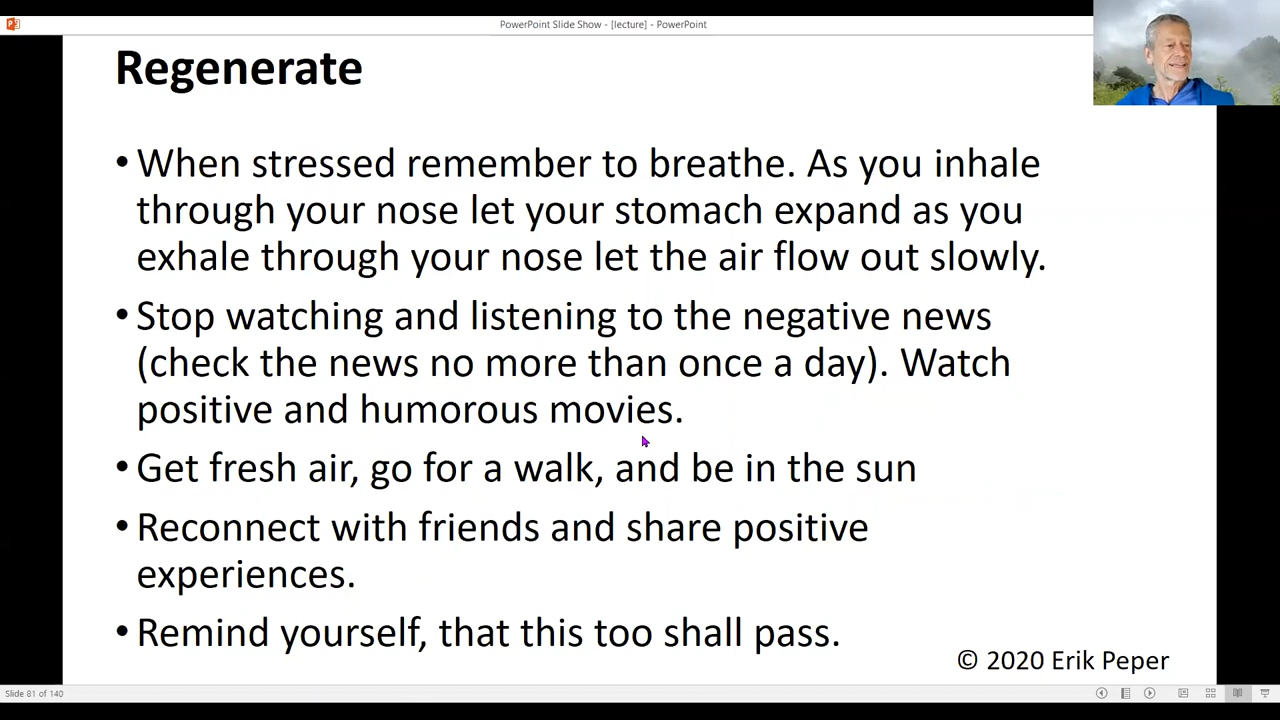 PowerPoint Slide Show - [lecture] - PowerPoint
Regenerate
• When stressed remember to breathe. As you inhale
through your nose let your stomach expand as you
exhale through your nose let the air flow out slowly.
• Stop watching and listening to the negative news
(check the news no more than once a day). Watch
positive and humorous movies.
• Get fresh air, go for a walk, and be in the sun
• Reconnect with friends and share positive
experiences.
• Remind yourself, that this too shall pass.
© 2020 Erik Peper
Slide 81 of 140